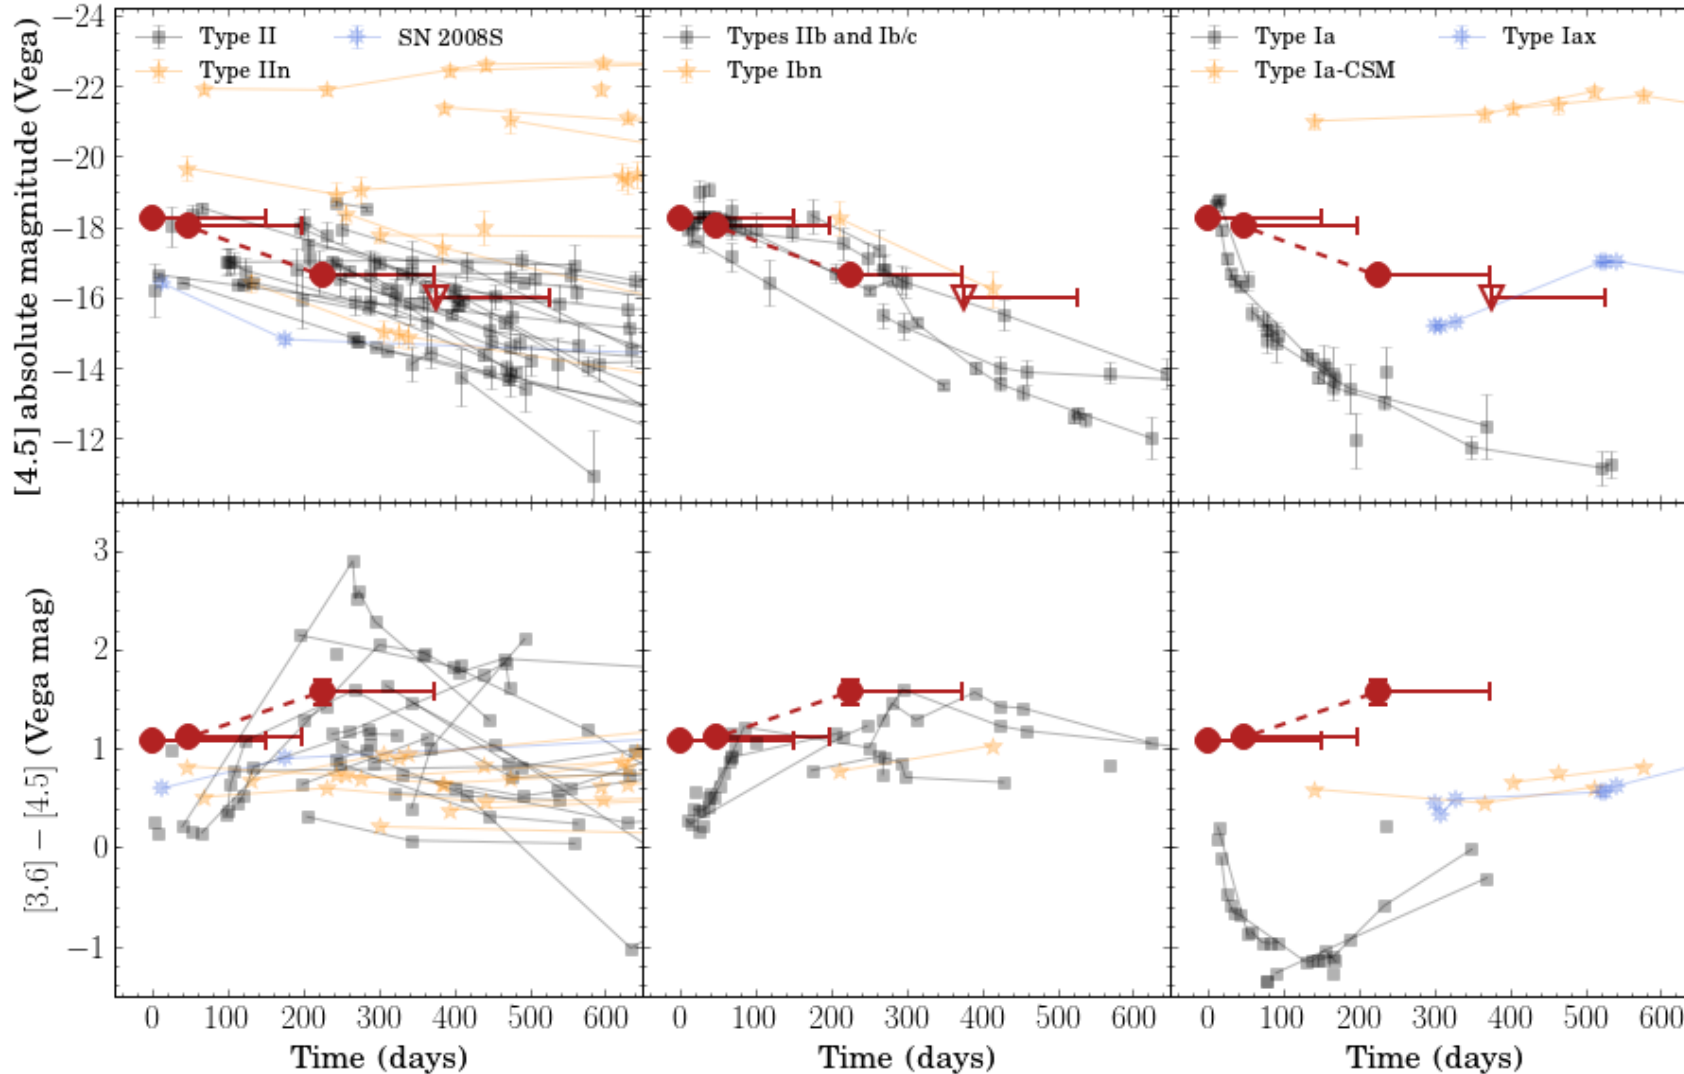 [4.5] absolute magnitude (Vega)
−24
−22
−20
−18
−16
−14
−12
Type II
SN 2008S
Type IIn
Types IIb and Ib/c
Type Ibn
Type Ia
Type Iax
Type Ia-CSM
[3.6] − [4.5] (Vega mag)
3
2
1
0
−1
0 100 200 300 400 500 600
0 100 200 300 400 500 600
0 100 200 300 400 500 600
Time (days)
Time (days)
Time (days)